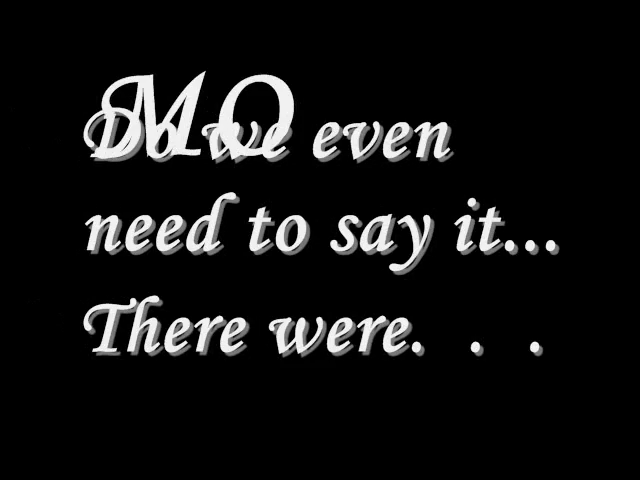 MO
Do we even
need to say it...
There were. . .